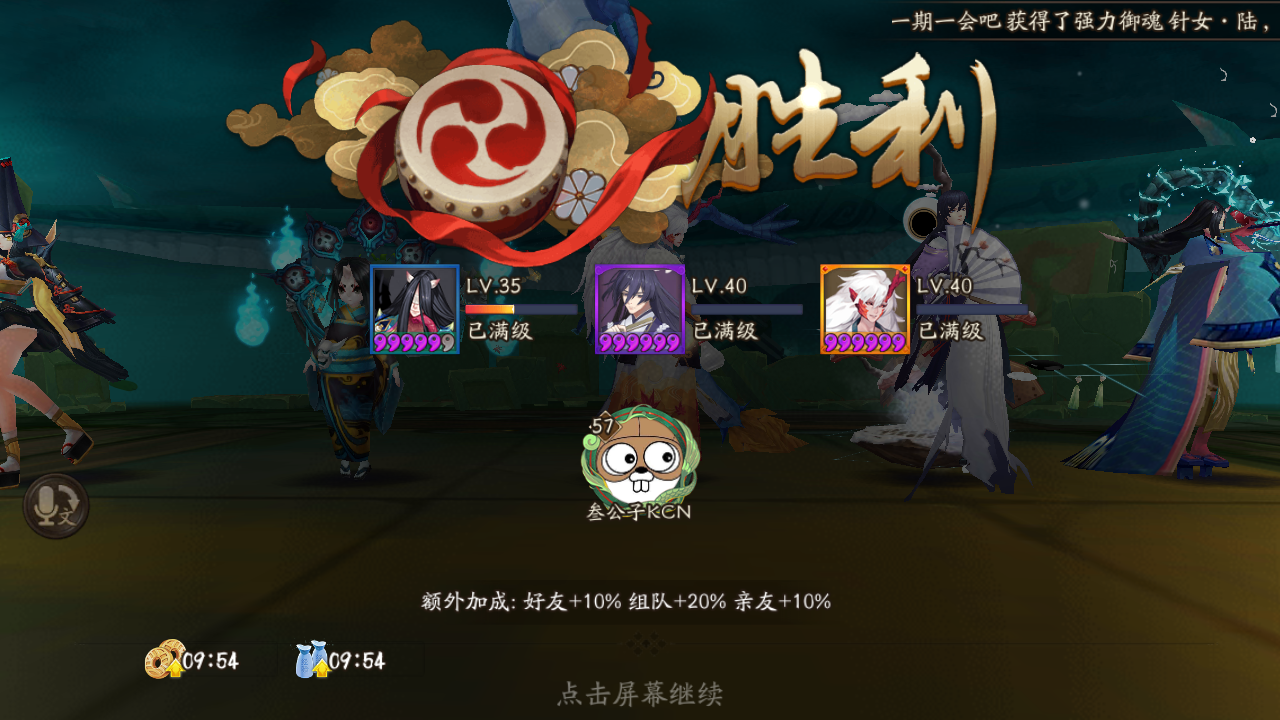 一期一会吧 获得了强力御魂 针女·陆，
胜利
LV.35
已满级
LV.40
已满级
LV.40
已满级
57
叁公子KCN
文
额外加成: 好友+10% 组队+20% 亲友+10%
09:54
09:54
点击屏幕继续